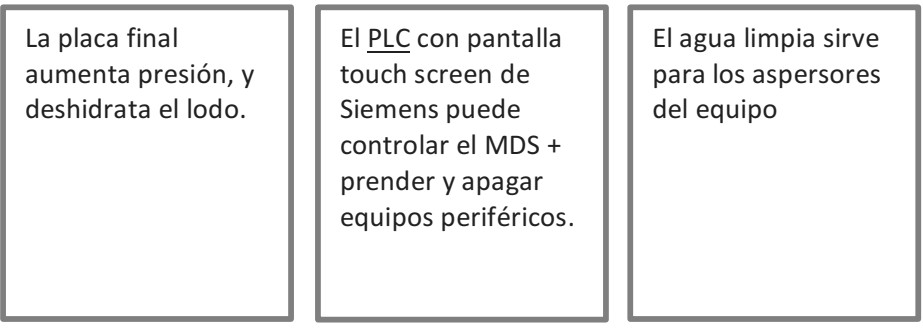 La placa final
aumenta presión, y
deshidrata el lodo.
El PLC con pantalla
touch screen de
Siemens puede
controlar el MDS +
prender y apagar
equipos periféricos.
El agua limpia sirve
para los aspersores
del equipo